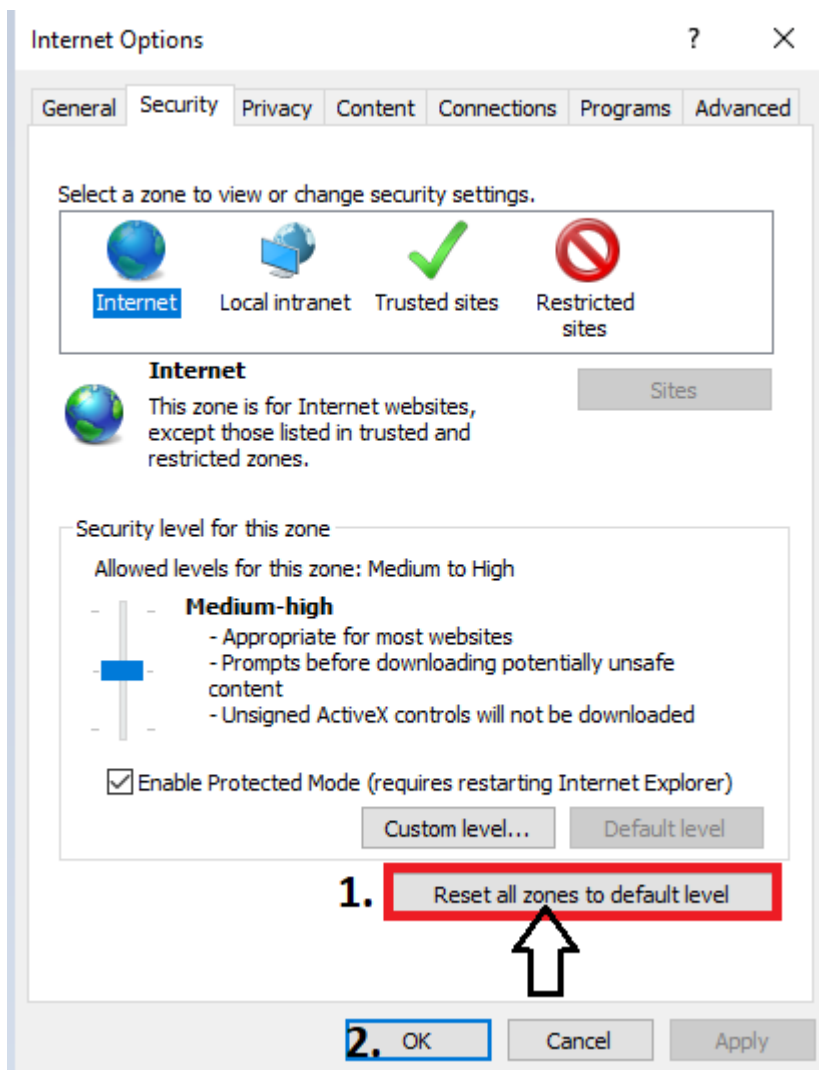 Internet Options ? X
General Security Privacy Content Connections Programs Advanced
Select a zone to view or change security settings.
Internet Local intranet Trusted sites Restricted
sites
Internet
Sites
This zone is for Internet websites,
except those listed in trusted and
restricted zones.
Security level for this zone
Allowed levels for this zone: Medium to High
Medium-high
- Appropriate for most websites
- Prompts before downloading potentially unsafe
content
- Unsigned ActiveX controls will not be downloaded
Enable Protected Mode (requires restarting Internet Explorer)
Custom level... Default level
1. Reset all zones to default level
2. OK Cancel Apply